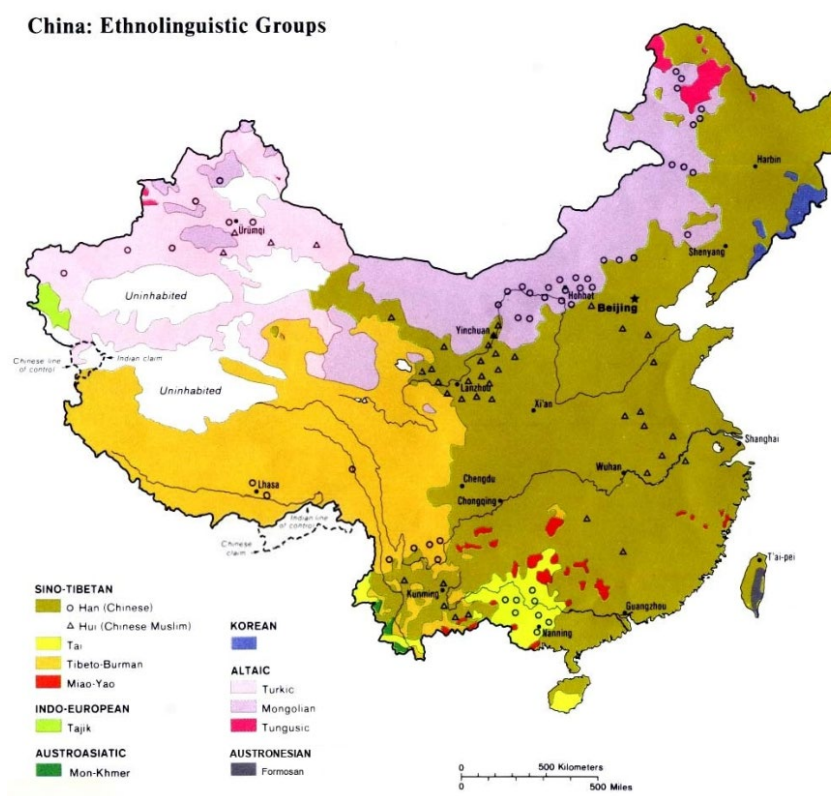 China: Ethnolinguistic Groups
Harbin
Ürümqi
Shenyang
Uninhabited
Hohhot
Beijing
Yinchuan
Chinese line
of control
Indian claim
Uninhabited
Lanzhou
Xi'an
Shanghai
Wuhan
Chengdu
Lhasa
Chongqing
Indian line
of control
Chinese
claim
T'ai-pei
Kunming
Guangzhou
Nanning
SINO-TIBETAN
Han (Chinese)
Hui (Chinese Muslim)
Tai
Tibeto-Burman
Miao-Yao
INDO-EUROPEAN
Tajik
AUSTROASIATIC
Mon-Khmer
KOREAN
ALTAIC
Turkic
Mongolian
Tungusic
AUSTRONESIAN
Formosan
0 500 Kilometers
0 500 Miles